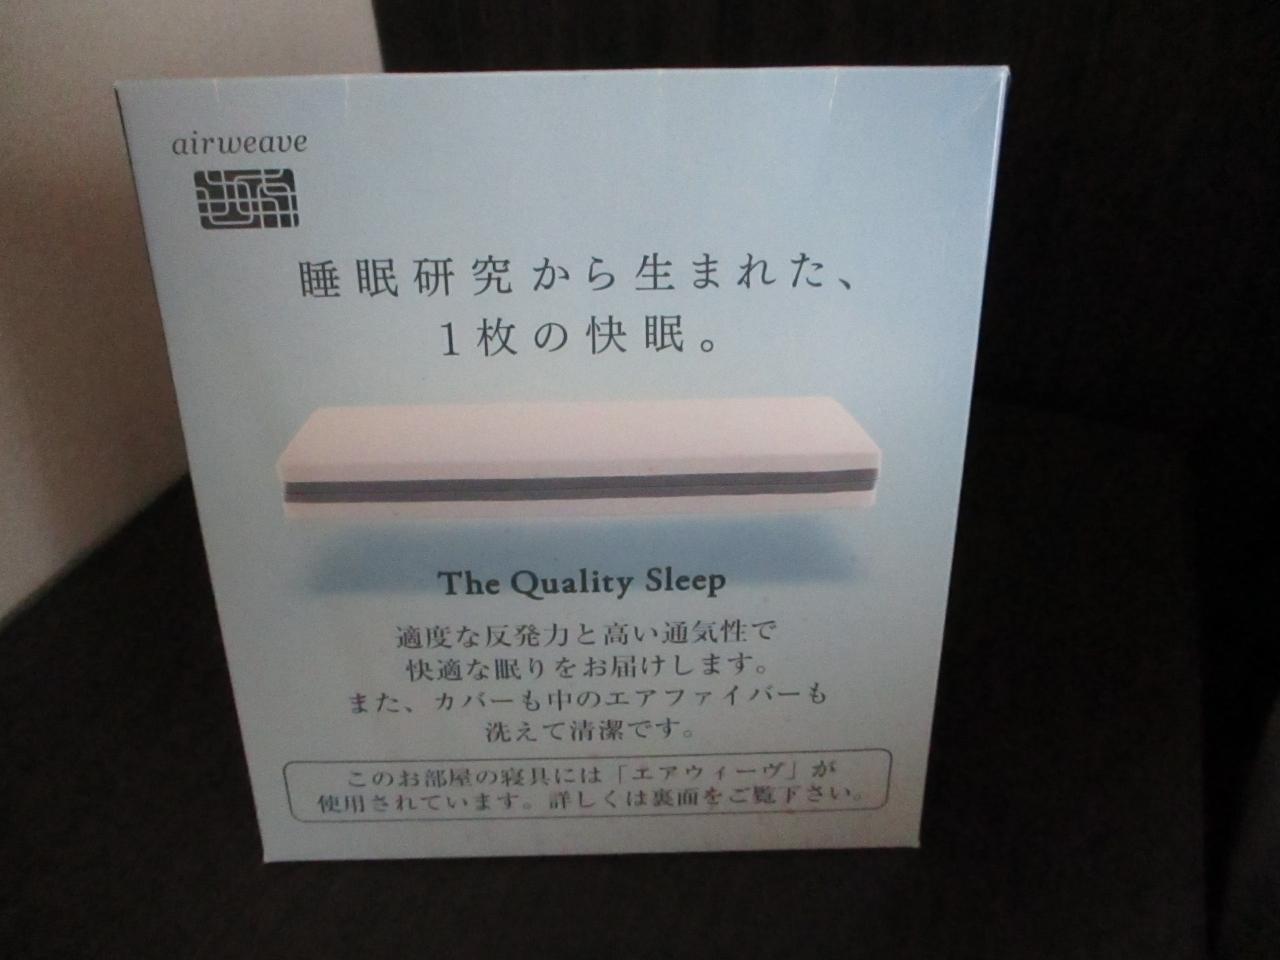 airweave
睡眠研究から生まれた、
1枚の快眠。
The Quality Sleep
適度な反発力と高い通気性で
快適な眠りをお届けします。
また、カバーも中のエアファイバーも
洗えて清潔です。
このお部屋の寝具には「エアウィーヴ」が
使用されています。詳しくは裏面をご覧下さい。